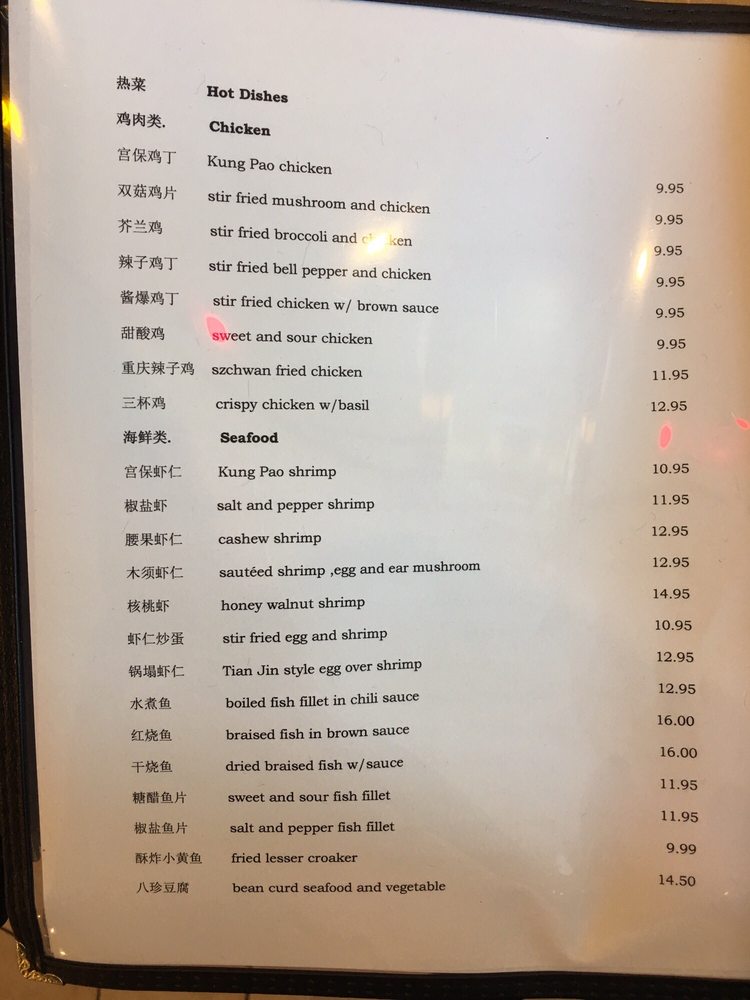 热菜 Hot Dishes
鸡肉类. Chicken
宫保鸡丁 Kung Pao chicken 9.95
双菇鸡片 stir fried mushroom and chicken 9.95
芥兰鸡 stir fried broccoli and chicken 9.95
辣子鸡丁 stir fried bell pepper and chicken 9.95
酱爆鸡丁 stir fried chicken w/ brown sauce 9.95
甜酸鸡 sweet and sour chicken 9.95
重庆辣子鸡 szchwan fried chicken 11.95
三杯鸡 crispy chicken w/basil 12.95
海鲜类. Seafood
宫保虾仁 Kung Pao shrimp 10.95
椒盐虾 salt and pepper shrimp 11.95
腰果虾仁 cashew shrimp 12.95
木须虾仁 sautéed shrimp ,egg and ear mushroom 12.95
核桃虾 honey walnut shrimp 14.95
虾仁炒蛋 stir fried egg and shrimp 10.95
锅塌虾仁 Tian Jin style egg over shrimp 12.95
水煮鱼 boiled fish fillet in chili sauce 12.95
红烧鱼 braised fish in brown sauce 16.00
干烧鱼 dried braised fish w/sauce 16.00
糖醋鱼片 sweet and sour fish fillet 11.95
椒盐鱼片 salt and pepper fish fillet 11.95
酥炸小黄鱼 fried lesser croaker 9.99
八珍豆腐 bean curd seafood and vegetable 14.50